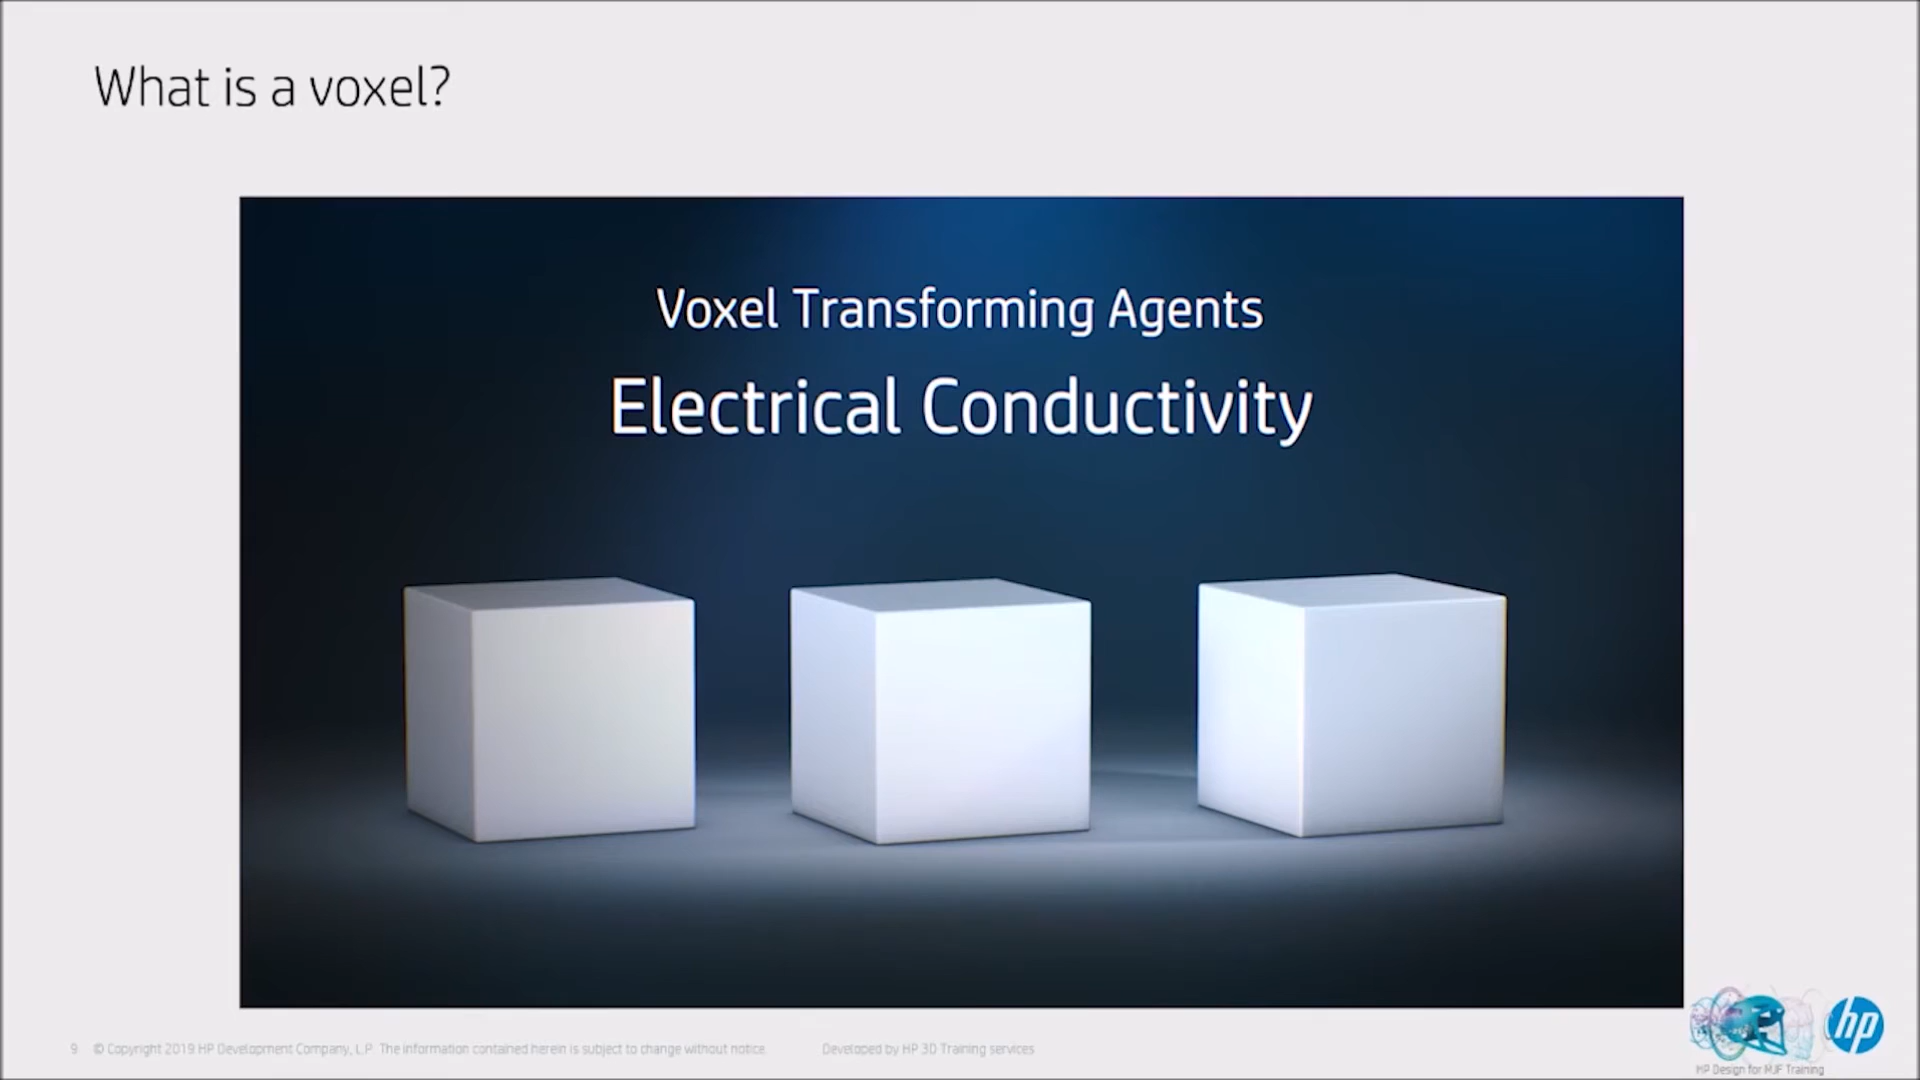 What is a voxel?
Voxel Transforming Agents
Electrical Conductivity
9 © Copyright 2019 HP Development Company, L.P. The information contained herein is subject to change without notice. Developed by HP 3D Training services
hp
HP Design for MJF Training